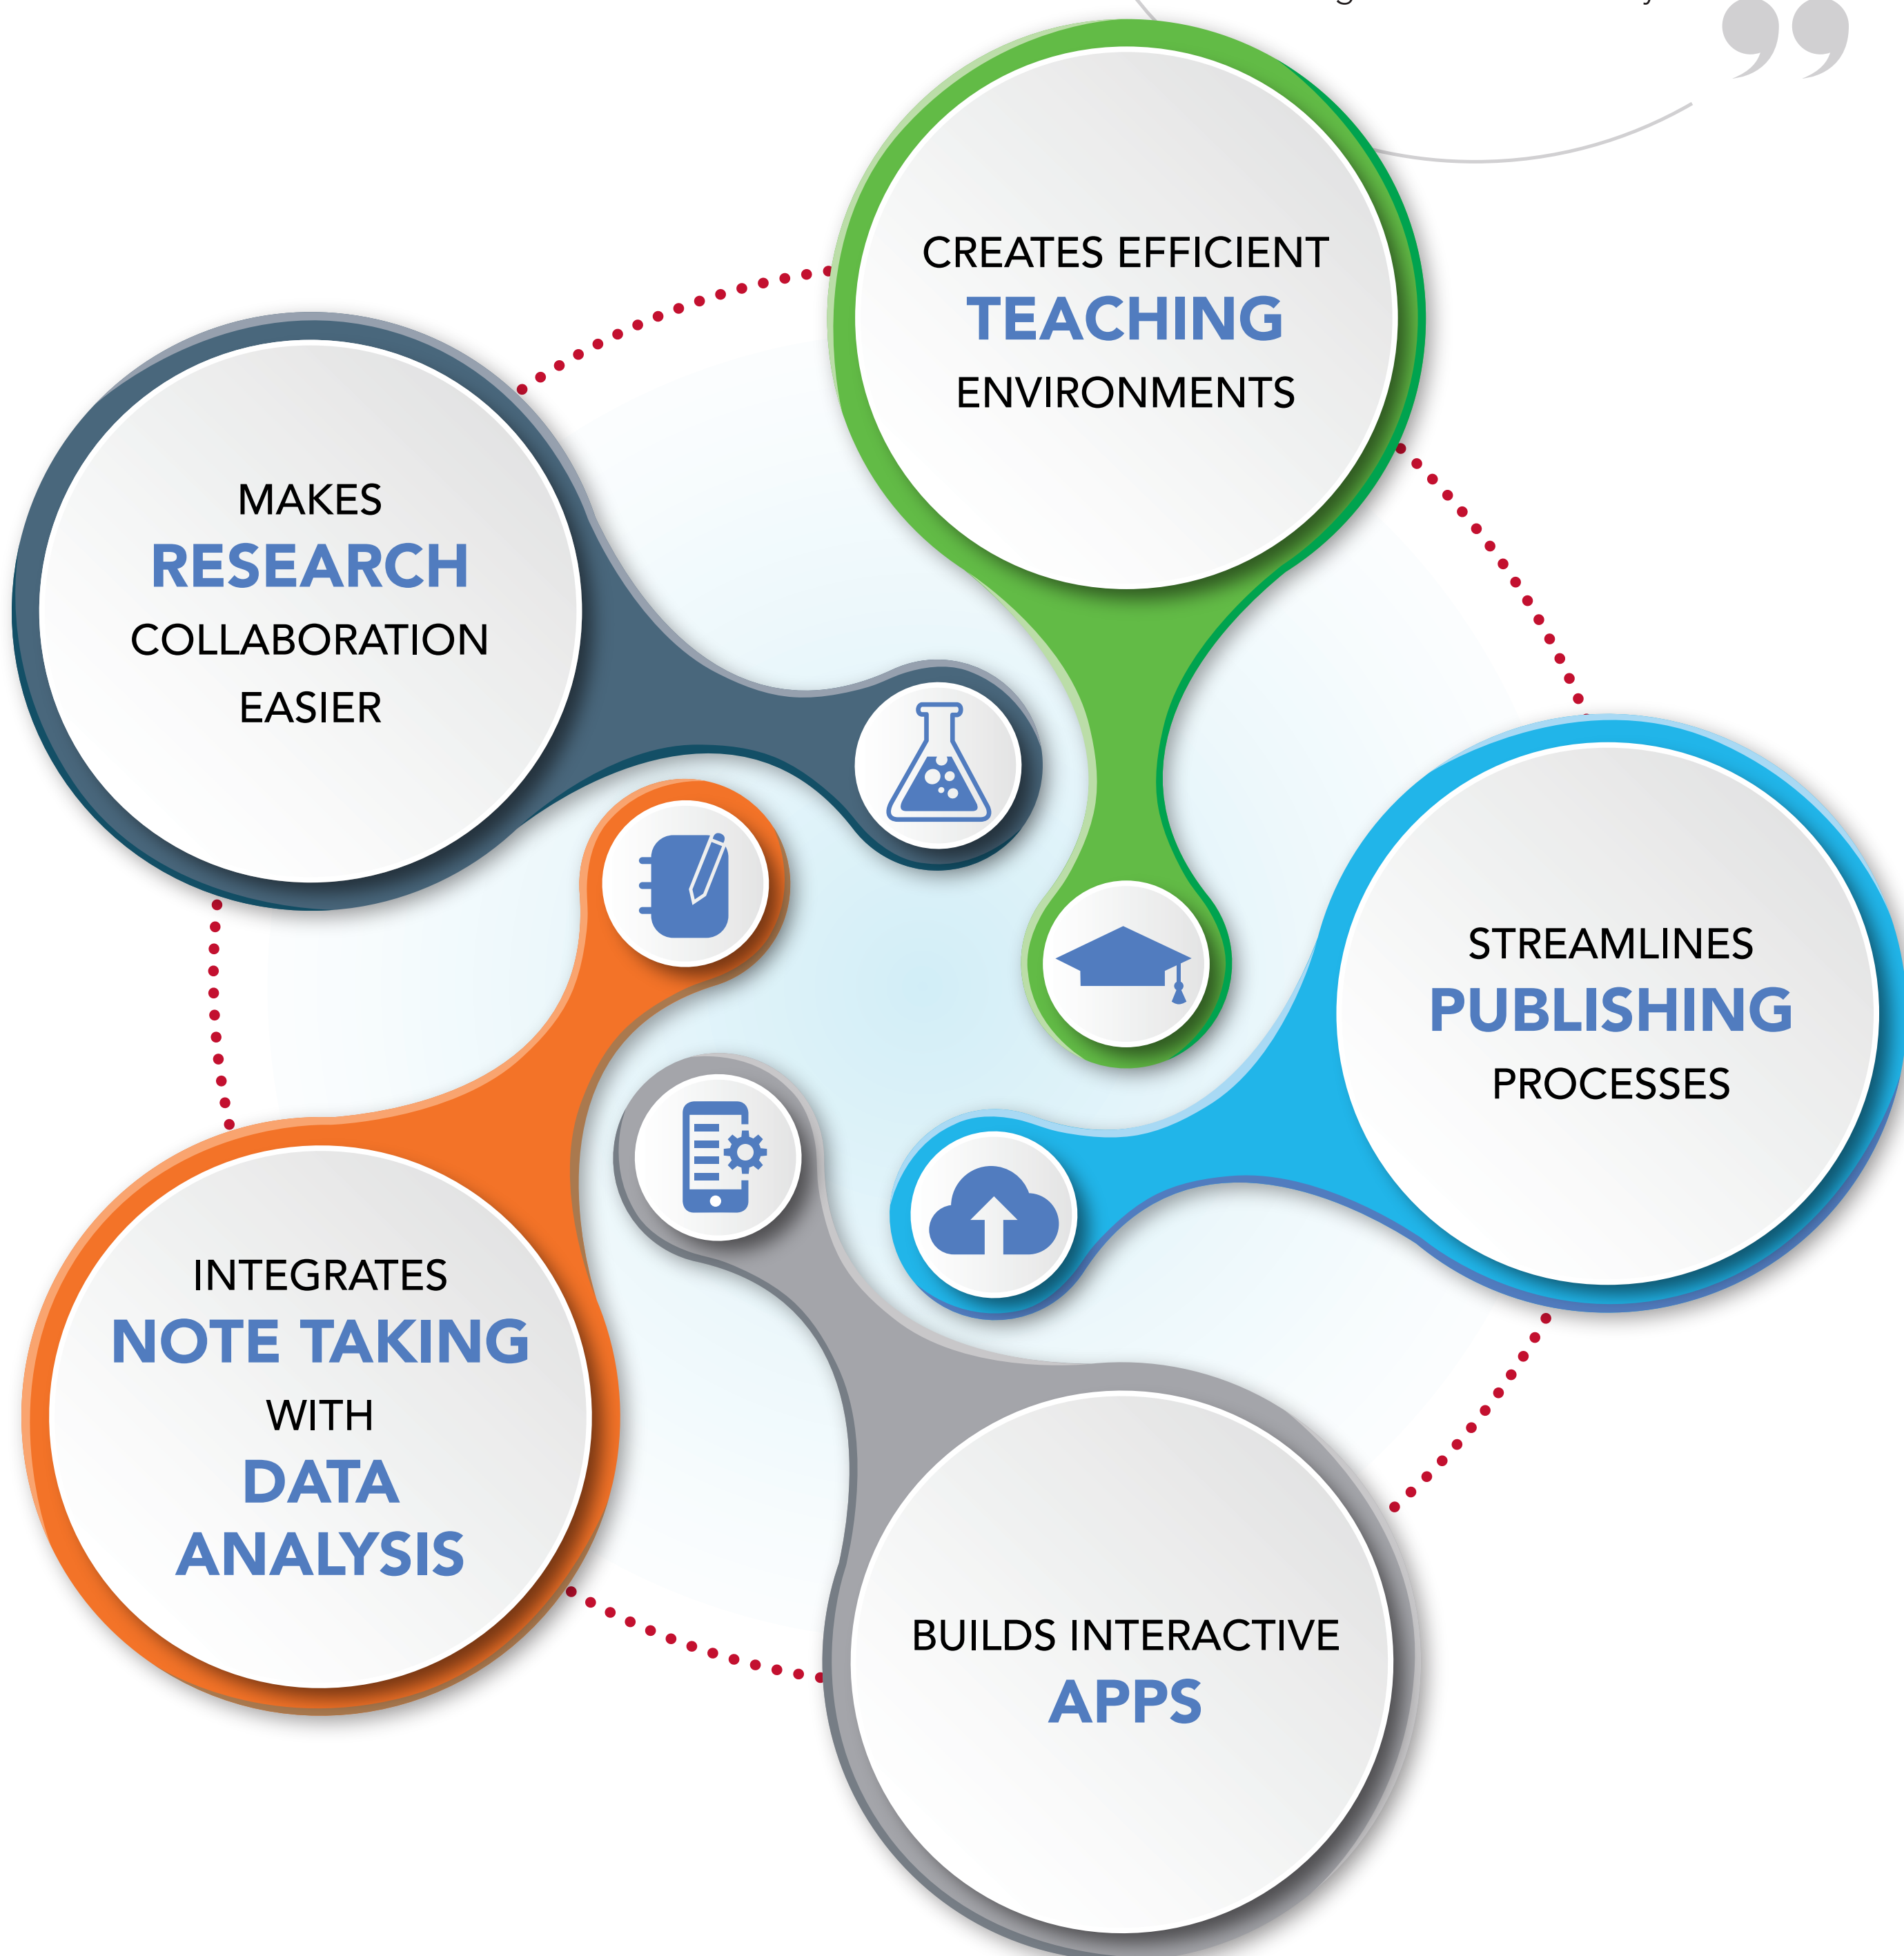 CREATES EFFICIENT
TEACHING
ENVIRONMENTS
MAKES
RESEARCH
COLLABORATION
EASIER
STREAMLINES
PUBLISHING
PROCESSES
INTEGRATES
NOTE TAKING
WITH
DATA
ANALYSIS
BUILDS INTERACTIVE
APPS